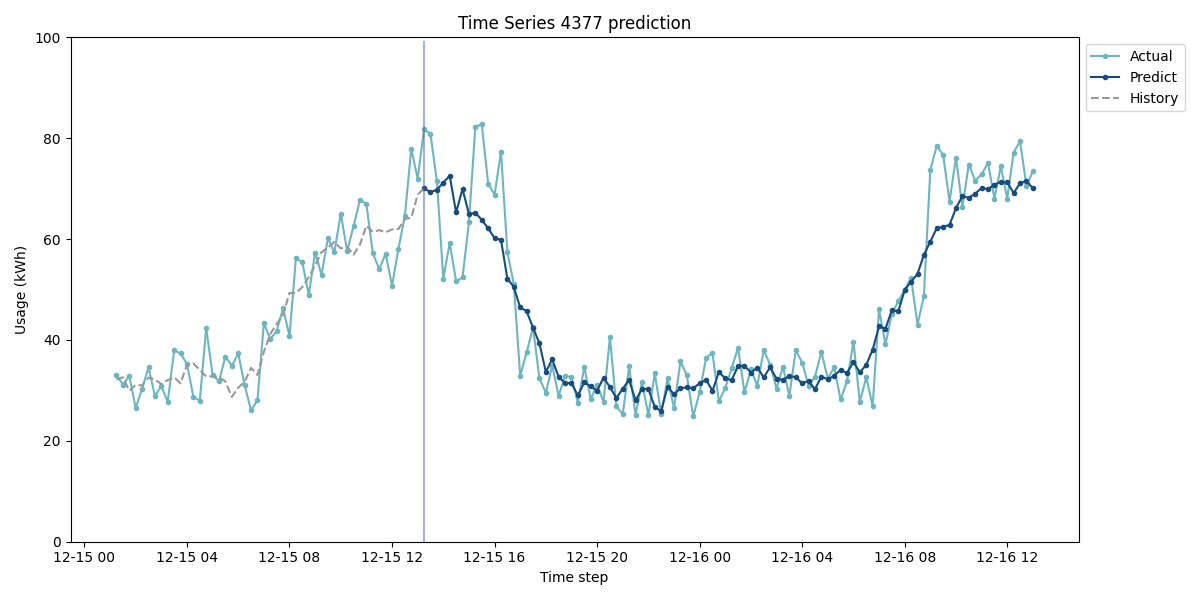 Time Series 4377 prediction
100
80
60
40
20
0
Usage (kWh)
12-15 00
12-15 04
12-15 08
12-15 12
12-15 16
12-15 20
12-16 00
12-16 04
12-16 08
12-16 12
Time step
Actual
Predict
History